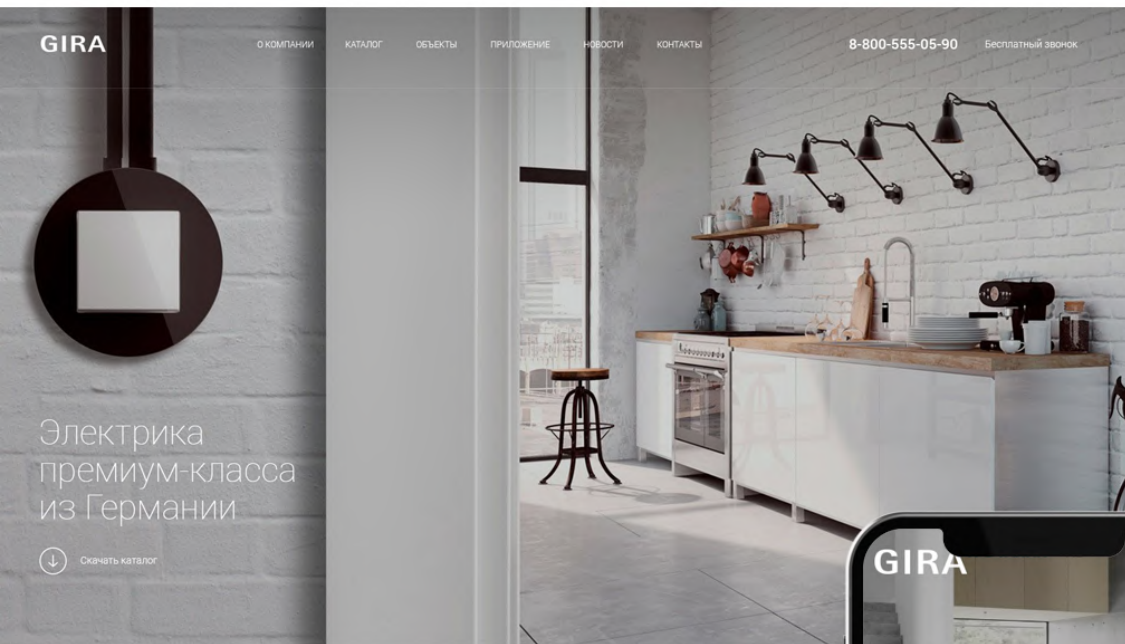 GIRA
О КОМПАНИИ
КАТАЛОГ
ОБЪЕКТЫ
ПРИЛОЖЕНИЕ
НОВОСТИ
КОНТАКТЫ
8-800-555-05-90
Бесплатный звонок
Электрика
премиум-класса
из Германии
Скачать каталог
GIRA